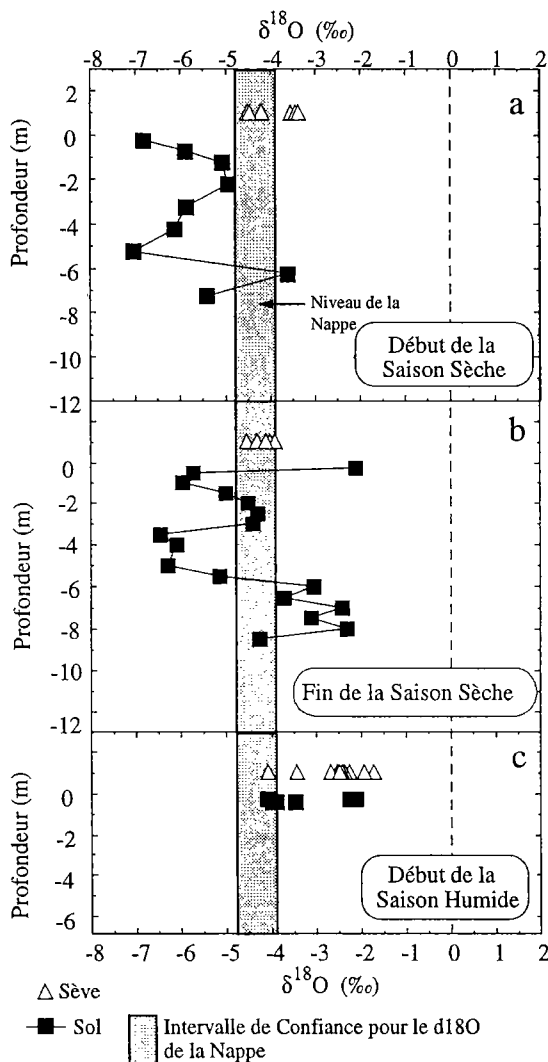 δ18O (‰)
-8 -7 -6 -5 -4 -3 -2 -1 0 1 2
2
0
-2
-4
-6
-8
-10
-12
Profondeur (m)
a
Niveau de la
Nappe
Début de la
Saison Sèche
0
-2
-4
-6
-8
-10
-12
Profondeur (m)
b
Fin de la Saison Sèche
0
-2
-4
-6
Profondeur (m)
c
Début de la
Saison Humide
-8 -7 -6 -5 -4 -3 -2 -1 0 1 2
δ18O (‰)
Sève
Sol
Intervalle de Confiance pour le d18O
de la Nappe